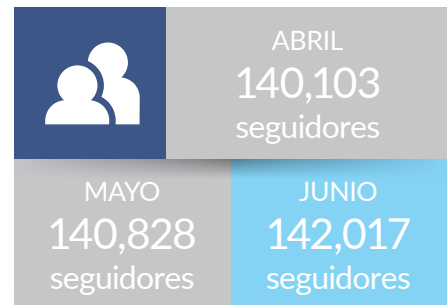 ABRIL
140,103
seguidores
MAYO
140,828
seguidores
JUNIO
142,017
seguidores